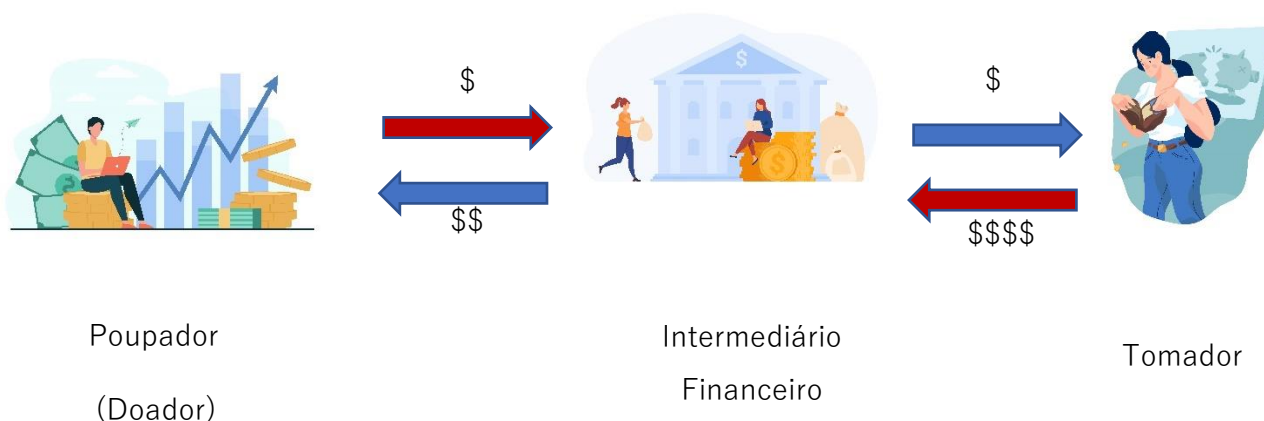 $
$
$
$
$$
$$$$
$
Poupador
(Doador)
Intermediário
Financeiro
Tomador